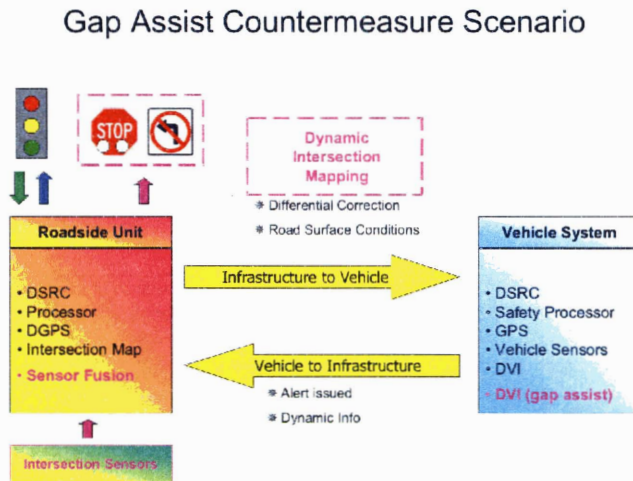 Gap Assist Countermeasure Scenario
STOP
Dynamic
Intersection
Mapping
* Differential Correction
* Road Surface Conditions
Roadside Unit
• DSRC
• Processor
• DGPS
• Intersection Map
• Sensor Fusion
Infrastructure to Vehicle
Vehicle to Infrastructure
* Alert issued
* Dynamic Info
Vehicle System
• DSRC
• Safety Processor
• GPS
• Vehicle Sensors
• DVI
• DVI (gap assist)
Intersection Sensors